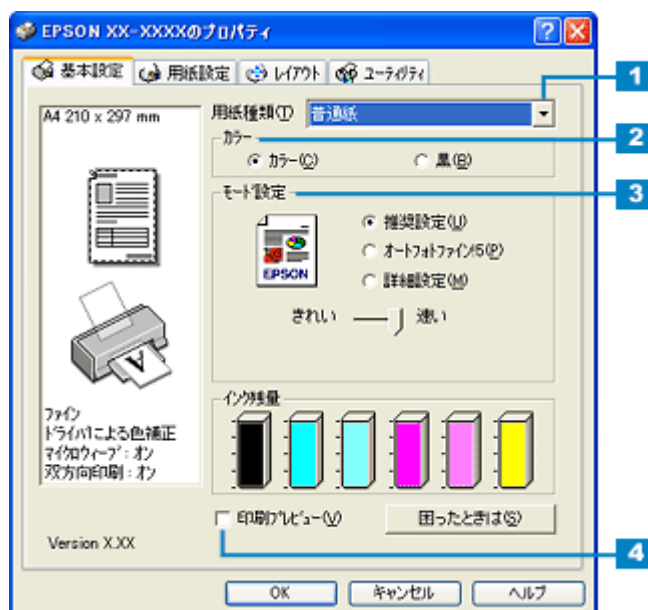 EPSON XX-XXXXのプロパティ
基本設定 用紙設定 レイアウト ユーティリティ
1
A4 210 x 297 mm
用紙種類(T) 普通紙
カラー
2
カラー(C) 黒(B)
モード設定
3
推奨設定(U)
オートフォトファイン!5(P)
EPSON
詳細設定(M)
きれい 速い
インク残量
ファイン
ドライバによる色補正
マイクロウィーブ:オン
双方向印刷:オン
印刷プレビュー(V) 困ったときは(S)
Version X.XX
4
OK キャンセル ヘルプ